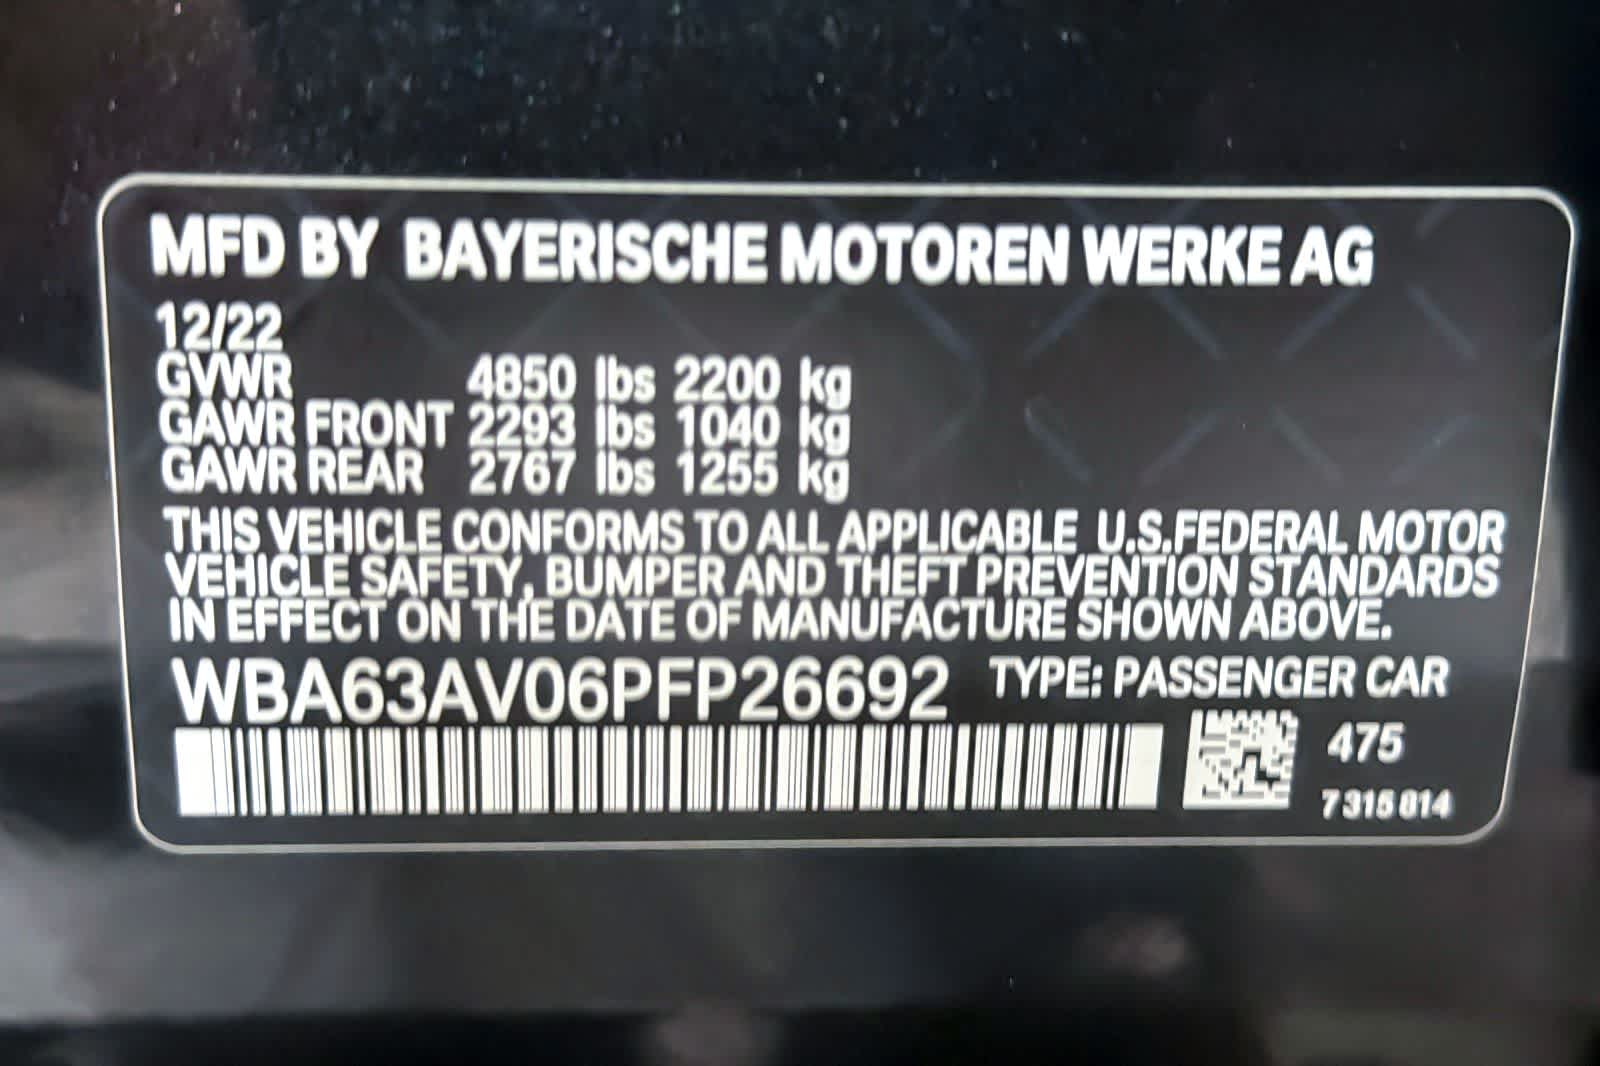 MFD BY BAYERISCHE MOTOREN WERKE AG
12/22
GVWR 4850 lbs 2200 kg
GAWR FRONT 2293 lbs 1040 kg
GAWR REAR 2767 lbs 1255 kg
THIS VEHICLE CONFORMS TO ALL APPLICABLE U.S.FEDERAL MOTOR
VEHICLE SAFETY, BUMPER AND THEFT PREVENTION STANDARDS
IN EFFECT ON THE DATE OF MANUFACTURE SHOWN ABOVE.
WBA63AV06PFP26692 TYPE: PASSENGER CAR
475
7 315 814